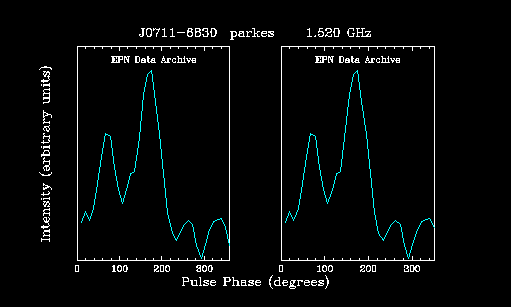 J0711-6830 parkes 1.520 GHz
EPN Data Archive EPN Data Archive
Intensity (arbitrary units)
0 100 200 300 0 100 200 300
Pulse Phase (degrees)